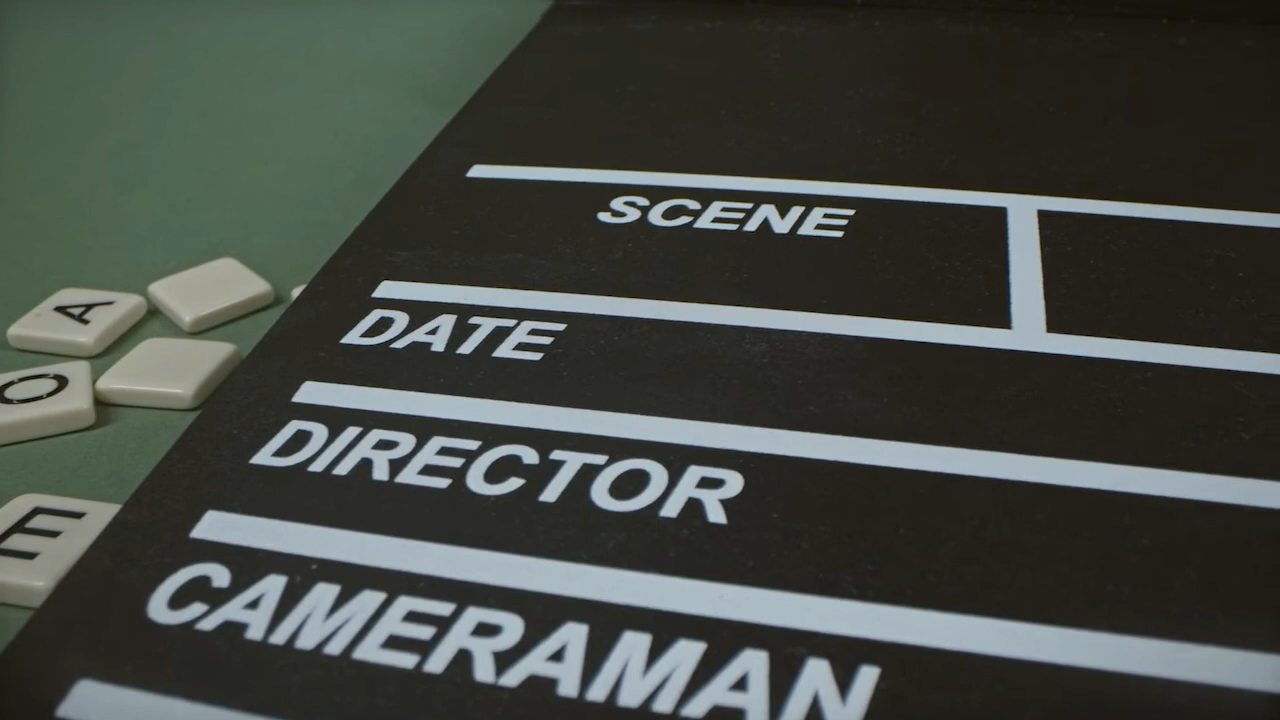 SCENE
DATE
DIRECTOR
CAMERAMAN
A
O
E